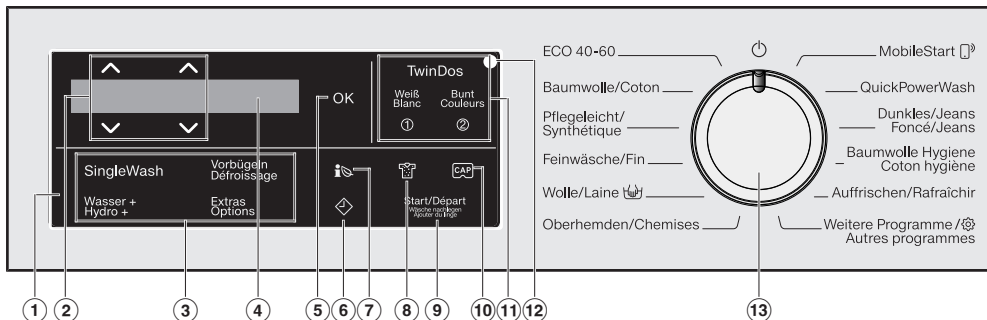 TwinDos
Weiß
Blanc
Bunt
Couleurs
①
②
OK
SingleWash
Vorbügeln
Défroissage
Wasser +
Hydro +
Extras
Options
CAP
Start/Départ
Wäsche nachlegen
Ajouter du linge
ECO 40-60
Baumwolle/Coton
Pflegeleicht/
Synthétique
Feinwäsche/Fin
Wolle/Laine
Oberhemden/Chemises
MobileStart
QuickPowerWash
Dunkles/Jeans
Foncé/Jeans
Baumwolle Hygiene
Coton hygiène
Auffrischen/Rafraîchir
Weitere Programme/
Autres programmes
1 2 3 4 5 6 7 8 9 10 11 12 13